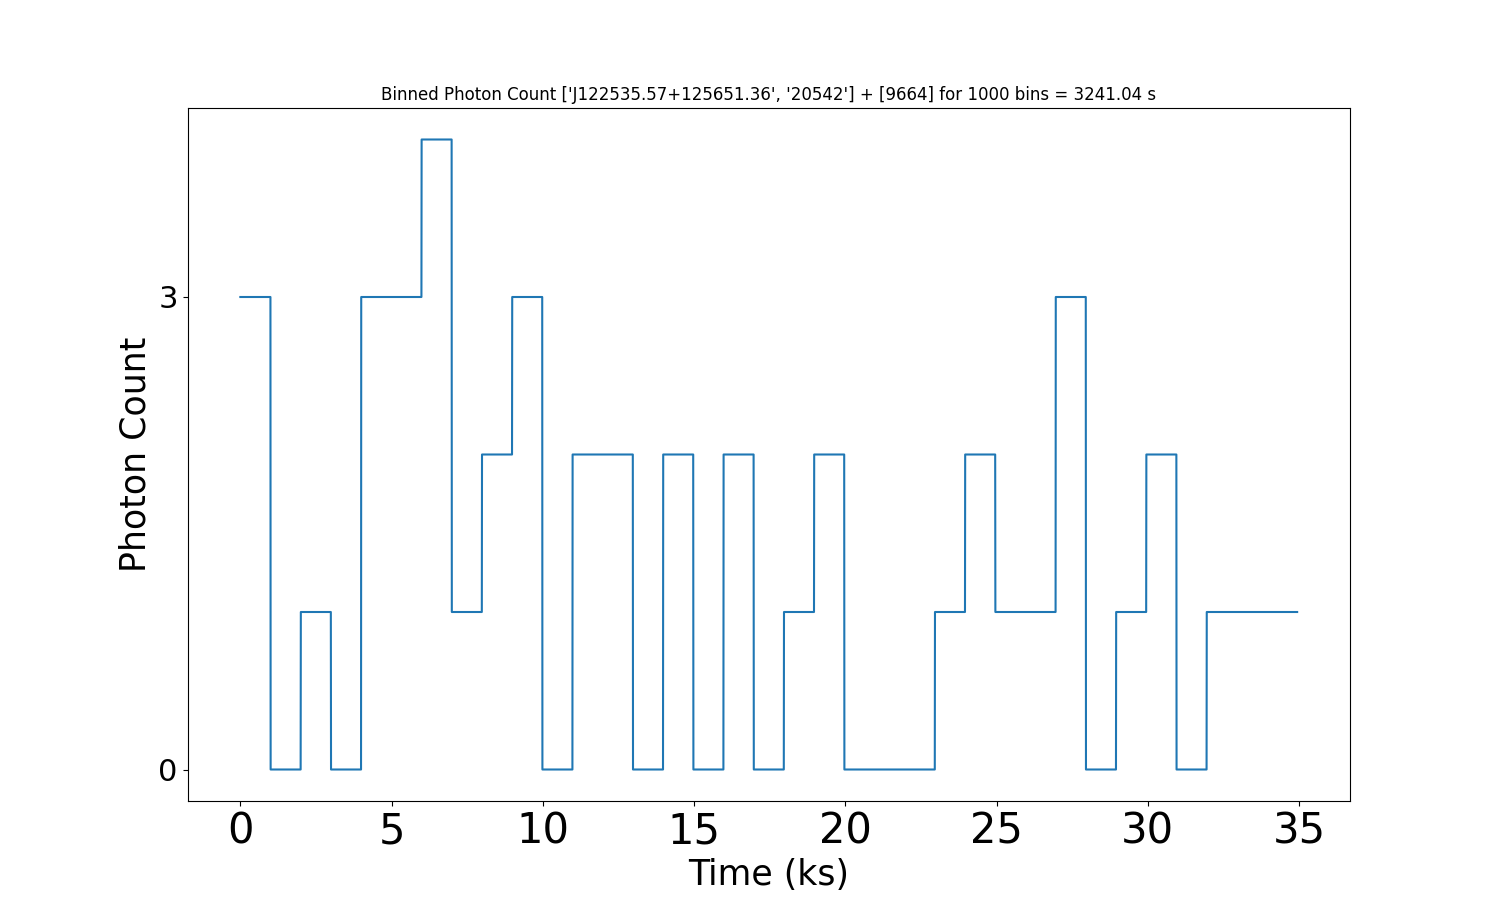 Binned Photon Count ['J122535.57+125651.36', '20542'] + [9664] for 1000 bins = 3241.04 s
Photon Count
3
0
0 5 10 15 20 25 30 35
Time (ks)